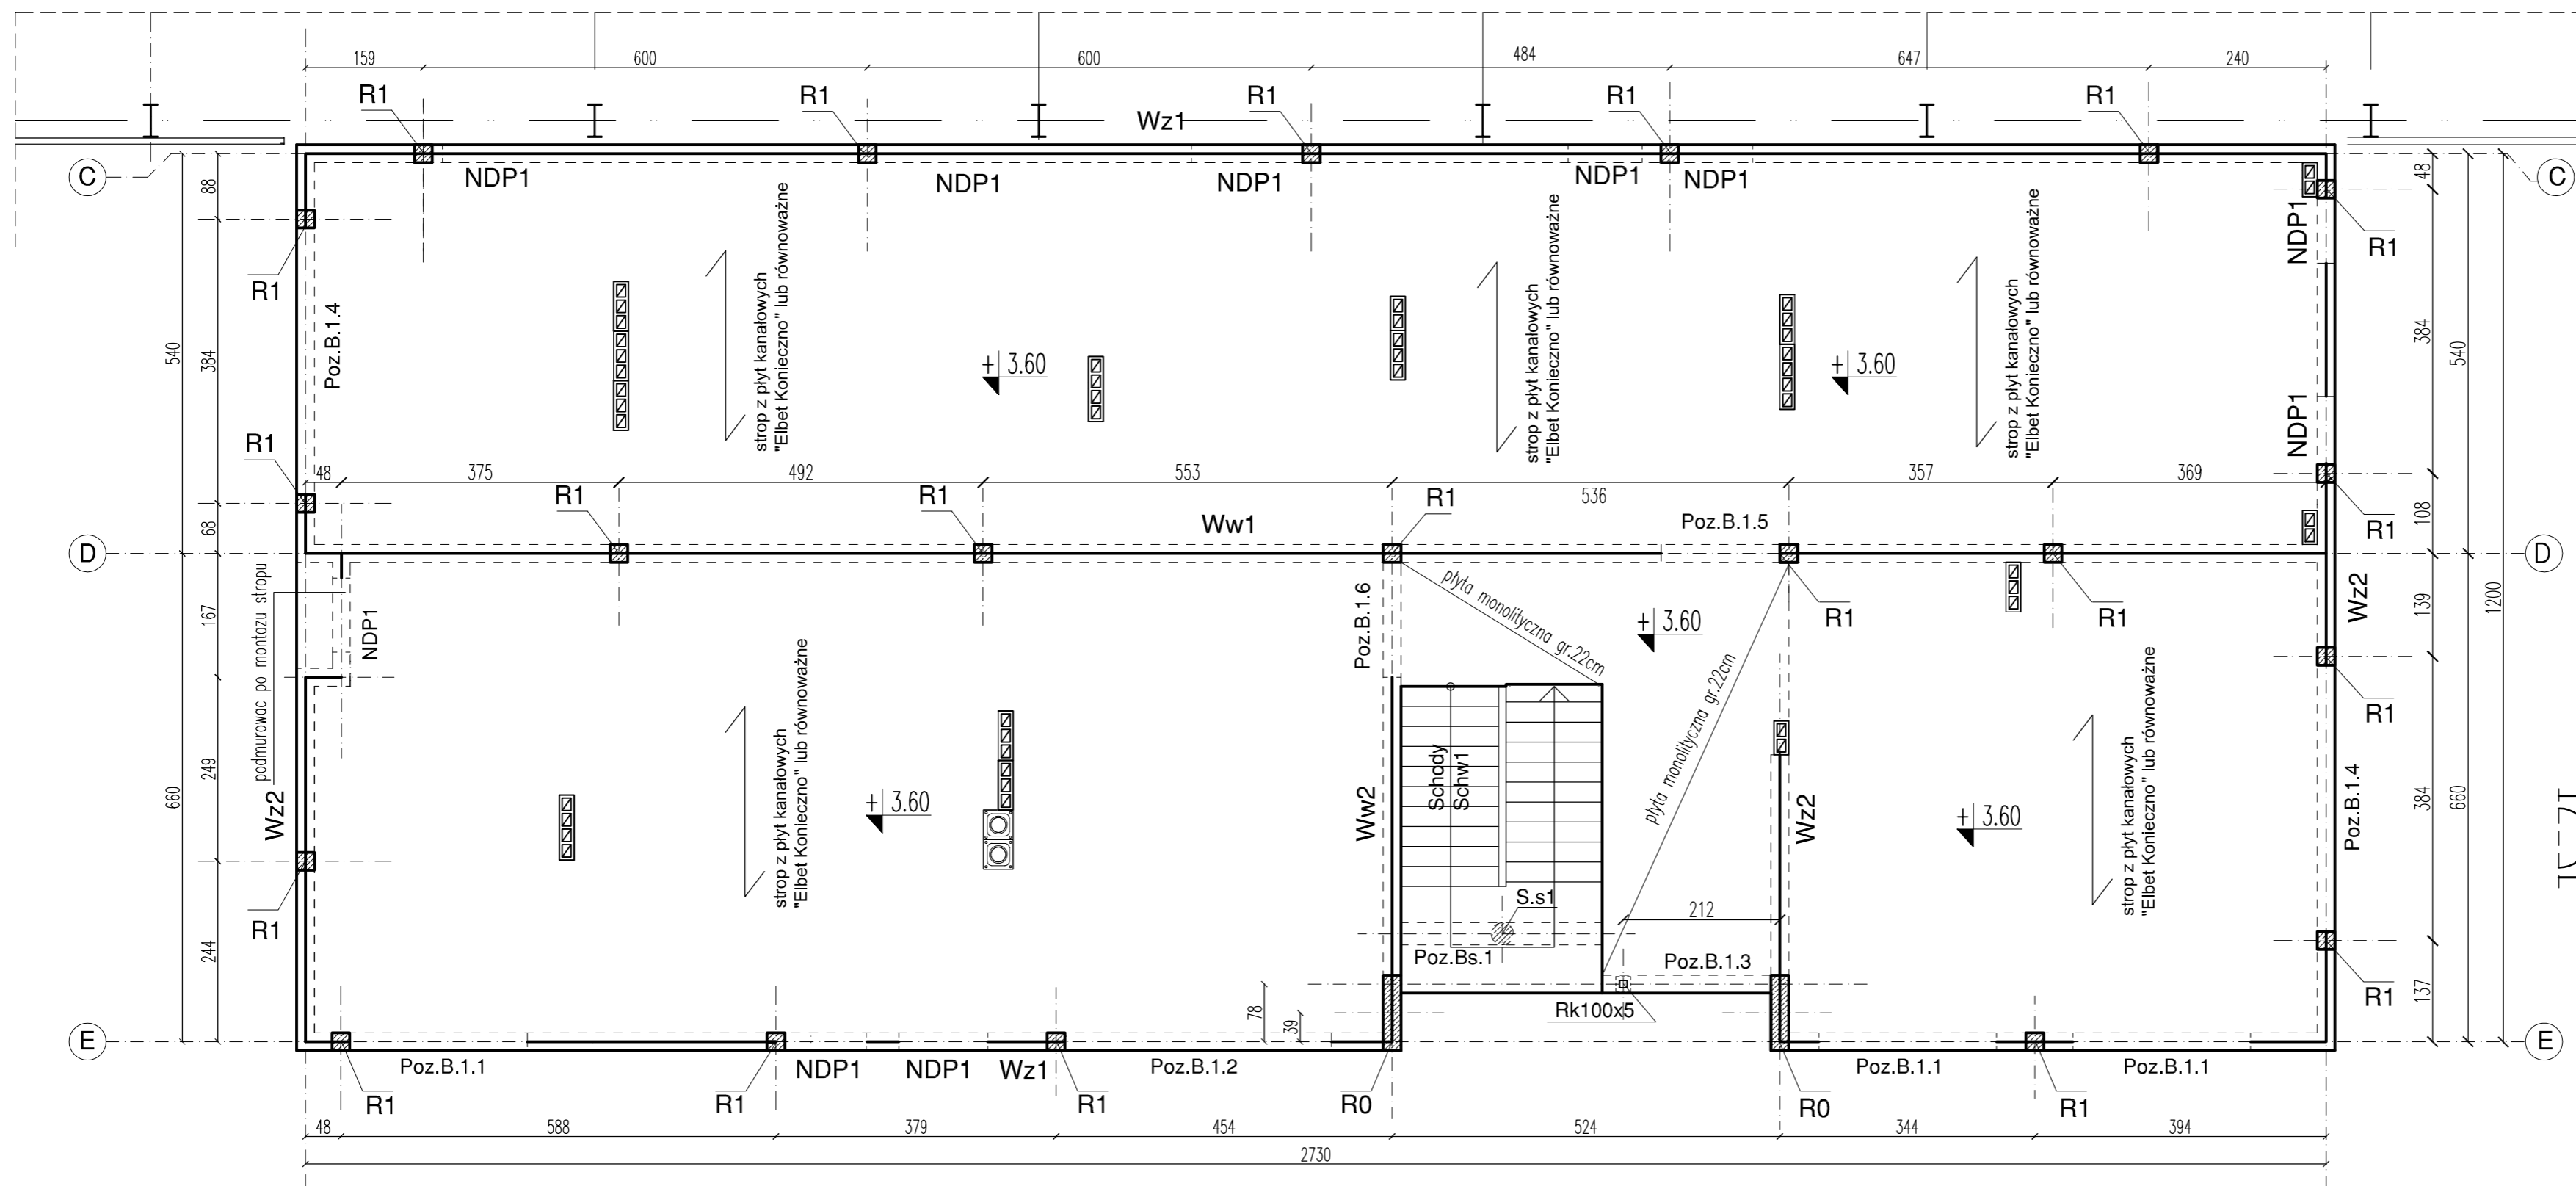 159 600 600 484 647 240
R1 R1 R1 R1 R1
Wz1
C C
NDP1 NDP1 NDP1 NDP1 NDP1
88 48
R1 NDP1 R1
Poz.B.1.4
strop z płyt kanałowych
"Elbet Konieczno" lub równoważne
strop z płyt kanałowych
"Elbet Konieczno" lub równoważne
strop z płyt kanałowych
"Elbet Konieczno" lub równoważne
540 384 384 540
+ 3.60 + 3.60
R1 NDP1
48 375 492 553 536 357 369
R1 R1 R1
Ww1 Poz.B.1.5
68 108 R1
D D
podmurowac po montazu stropu
167 NDP1
Poz.B.1.6
płyta monolityczna gr.22cm
+ 3.60
R1 R1
139 Wz2 1200
płyta monolityczna gr.22cm
R1
strop z płyt kanałowych
"Elbet Konieczno" lub równoważne
strop z płyt kanałowych
"Elbet Konieczno" lub równoważne
660 249 Wz2
+ 3.60
Ww2
Schody
Schw1
Wz2
+ 3.60
384 660
Poz.B.1.4
R1
244
S.s1
212
Poz.Bs.1 Poz.B.1.3
Rk100x5
78 39
137 R1
E E
Poz.B.1.1 NDP1 NDP1 Wz1 Poz.B.1.2 Poz.B.1.1 Poz.B.1.1
R1 R1 R1 R0 R0 R1
48 588 379 454 524 344 394
2730